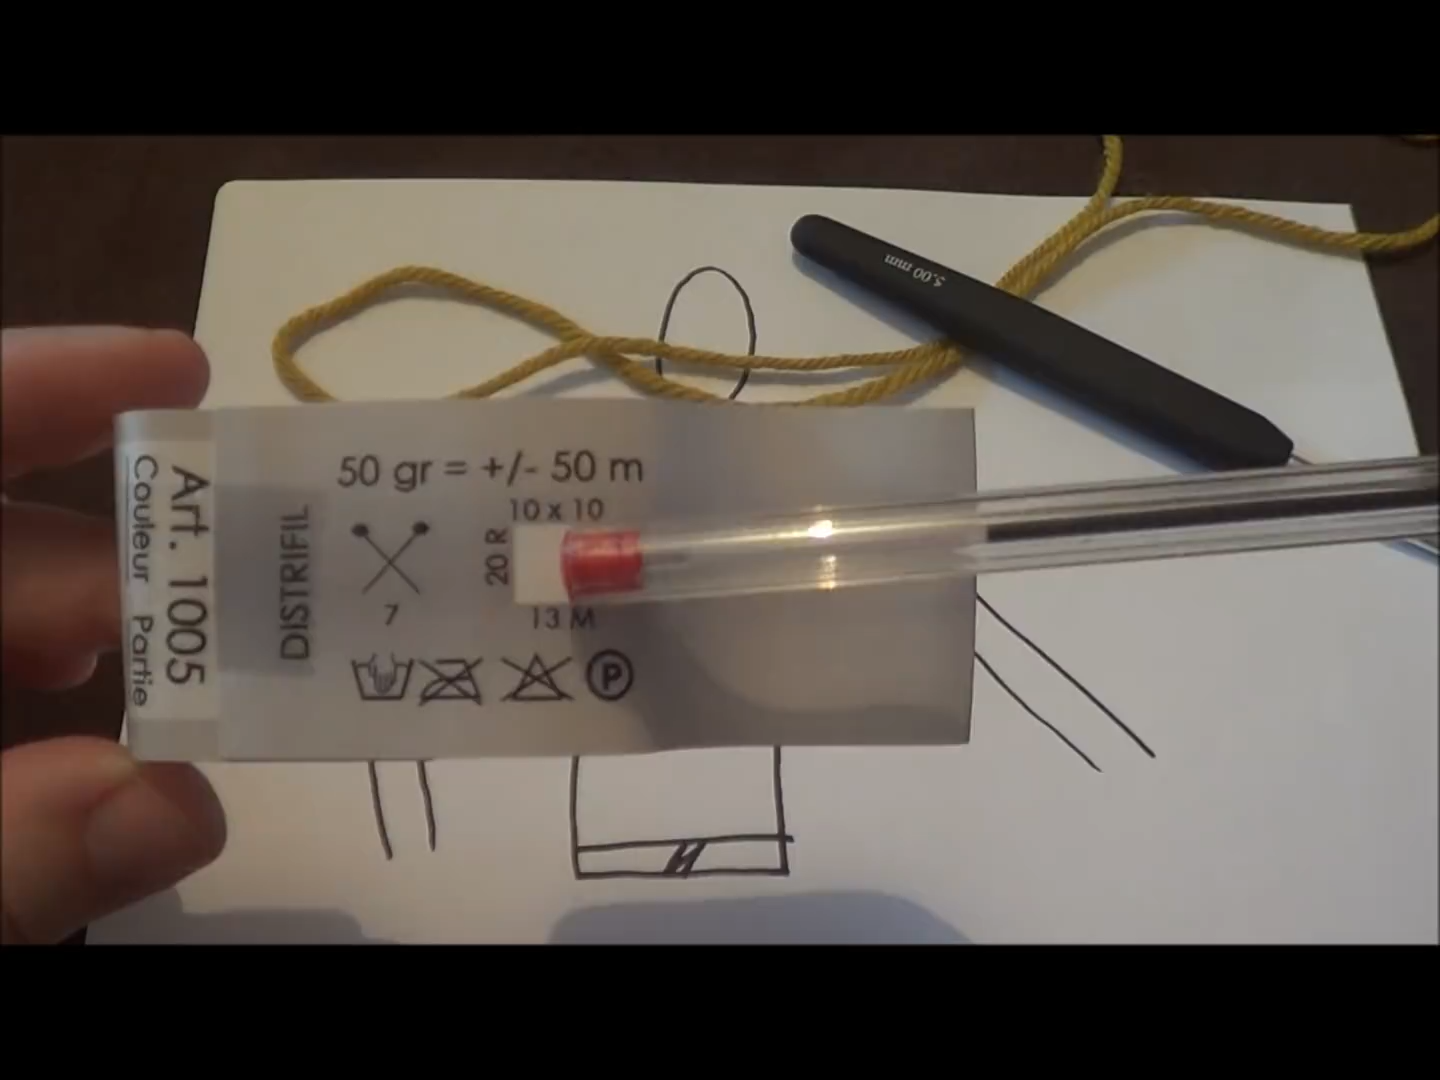 Art. 1005
Couleur Partie
DISTRIFIL
50 gr = +/- 50 m
10 x 10
20 R
13 M
7
P
5.00 mm